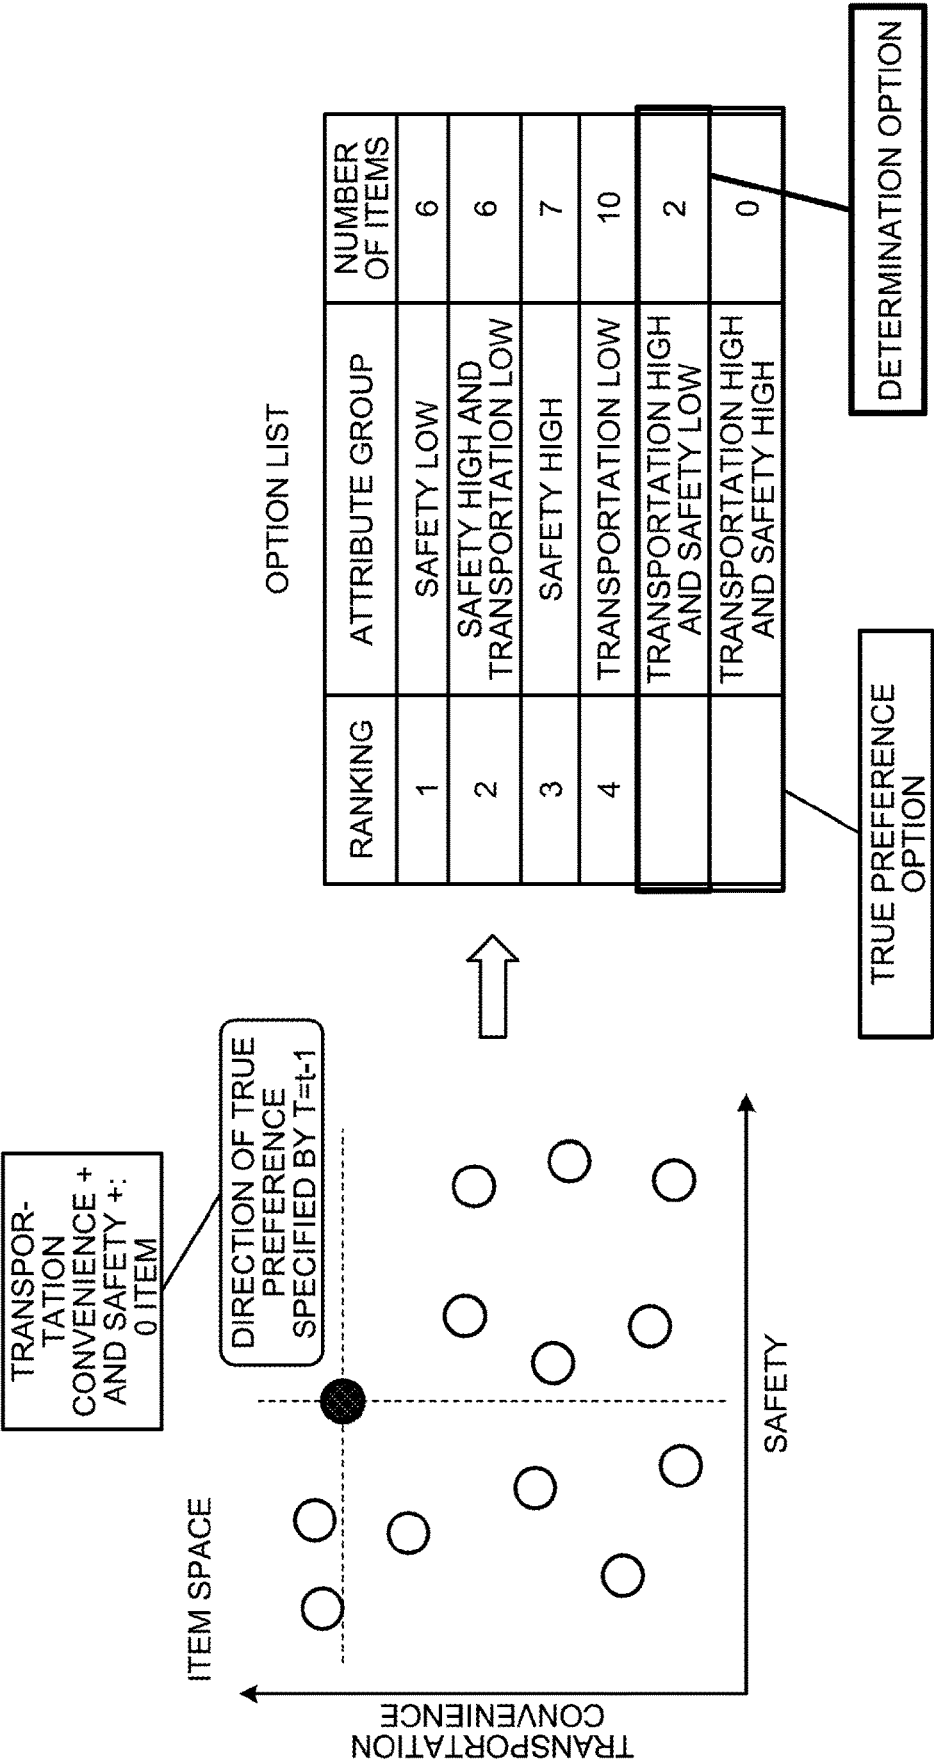 TRANSPOR-
TATION
CONVENIENCE +
AND SAFETY +:
0 ITEM
DIRECTION OF TRUE
PREFERENCE
SPECIFIED BY T=t-1
ITEM SPACE
TRANSPORTATION
CONVENIENCE
SAFETY
OPTION LIST
RANKING ATTRIBUTE GROUP NUMBER
OF ITEMS
1 SAFETY LOW 6
2 SAFETY HIGH AND
TRANSPORTATION LOW 6
3 SAFETY HIGH 7
4 TRANSPORTATION LOW 10
TRANSPORTATION HIGH
AND SAFETY LOW 2
TRANSPORTATION HIGH
AND SAFETY HIGH 0
TRUE PREFERENCE
OPTION
DETERMINATION OPTION